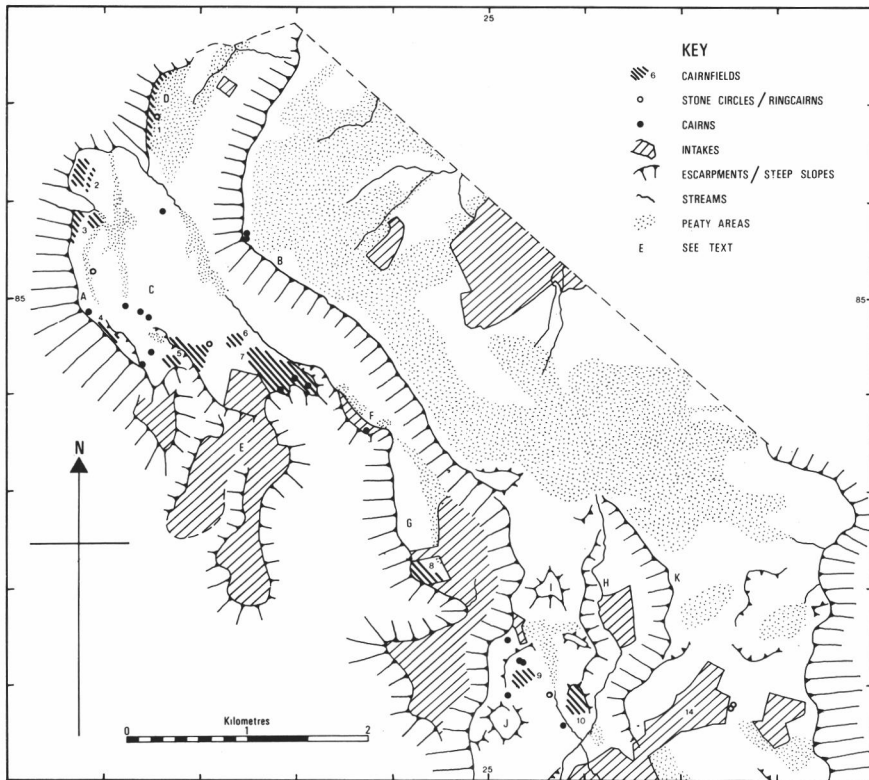 25
KEY
6 CAIRNFIELDS
STONE CIRCLES / RINGCAIRNS
CAIRNS
INTAKES
ESCARPMENTS / STEEP SLOPES
STREAMS
PEATY AREAS
E SEE TEXT
D
1
2
3
B
C
A
85
85
4
6
5
7
F
E
N
G
8
I
H
K
9
10
14
J
Kilometres
0 1 2
25